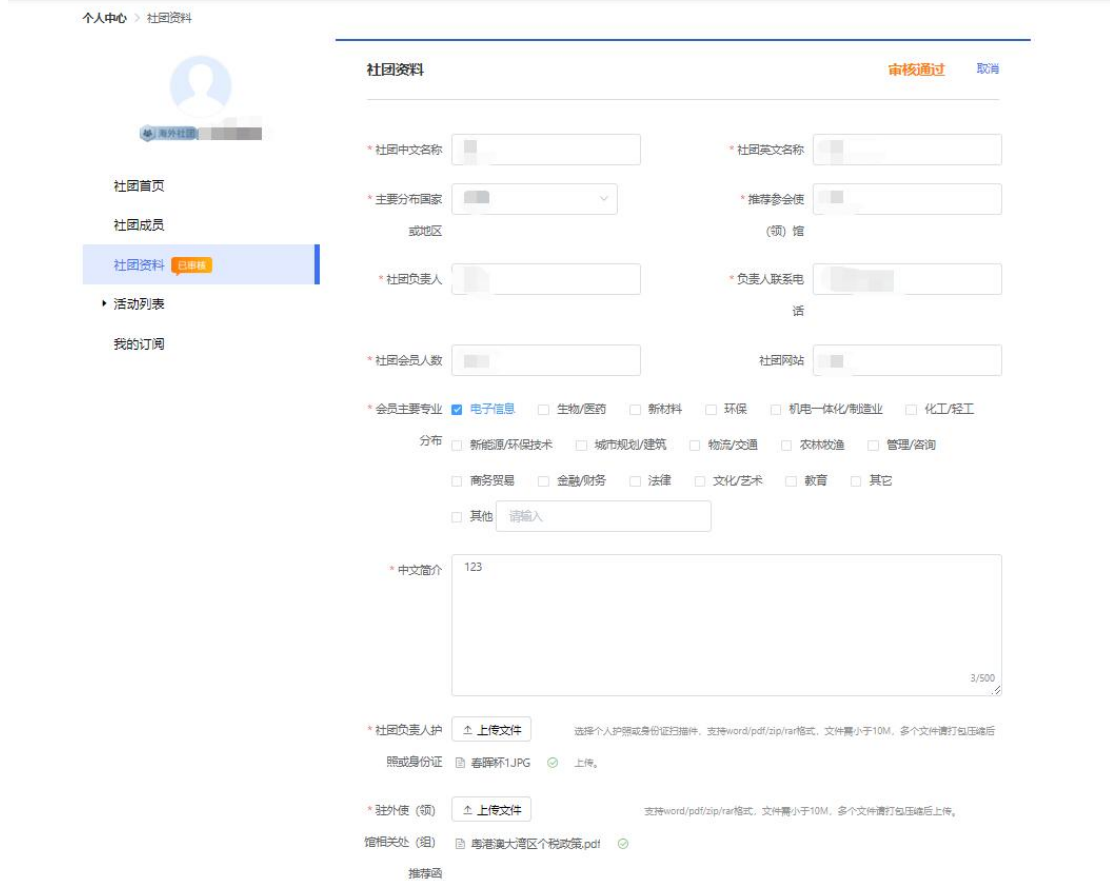 个人中心 > 社团资料
社团资料 审核通过 取消
海外社团
社团首页
社团成员
社团资料 已审核
活动列表
我的订阅
* 社团中文名称
* 社团英文名称
* 主要分布国家
或地区
* 推荐参会使
（领）馆
* 社团负责人
* 负责人联系电
话
* 社团会员人数
社团网站
* 会员主要专业
分布
电子信息 生物/医药 新材料 环保 机电一体化/制造业 化工/轻工
新能源/环保技术 城市规划/建筑 物流/交通 农林牧渔 管理/咨询
商务贸易 金融/财务 法律 文化/艺术 教育 其它
其他 请输入
* 中文简介
123
3/500
* 社团负责人护
照或身份证
上传文件
选择个人护照或身份证扫描件，支持word/pdf/zip/rar格式，文件需小于10M，多个文件请打包压缩后
上传。
春晖杯1.JPG
* 驻外使（领）
馆相关处（组）
推荐函
上传文件
支持word/pdf/zip/rar格式，文件需小于10M，多个文件请打包压缩后上传。
粤港澳大湾区个税政策.pdf